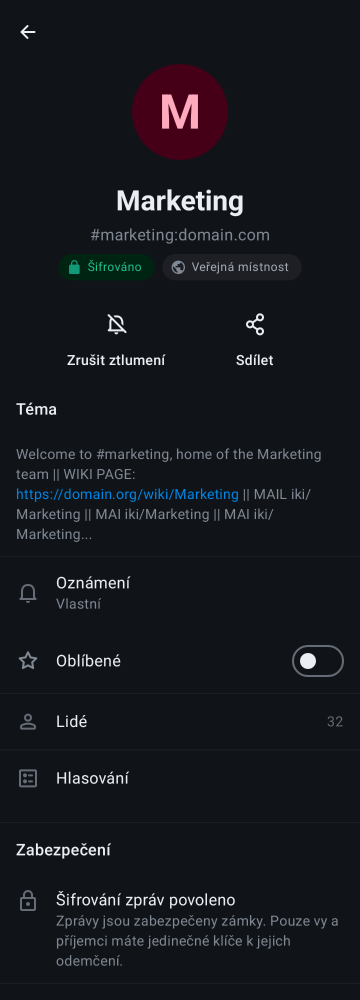 M
Marketing
#marketing:domain.com
Šifrováno
Veřejná místnost
Zrušit ztlumení
Sdílet
Téma
Welcome to #marketing, home of the Marketing
team || WIKI PAGE:
https://domain.org/wiki/Marketing || MAIL iki/
Marketing || MAI iki/Marketing || MAI iki/
Marketing...
Oznámení
Vlastní
Oblíbené
Lidé 32
Hlasování
Zabezpečení
Šifrování zpráv povoleno
Zprávy jsou zabezpečeny zámky. Pouze vy a
příjemci máte jedinečné klíče k jejich
odemčení.